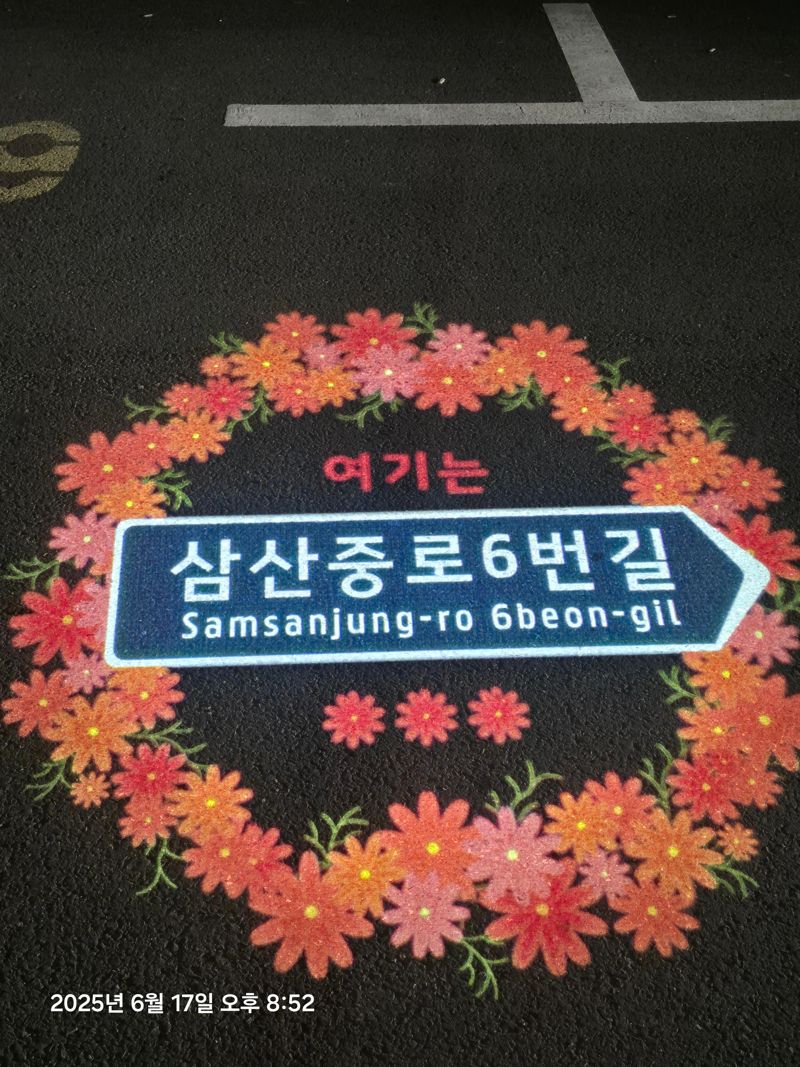 여기는
삼산중로6번길
Samsanjung-ro 6beon-gil
2025년 6월 17일 오후 8:52